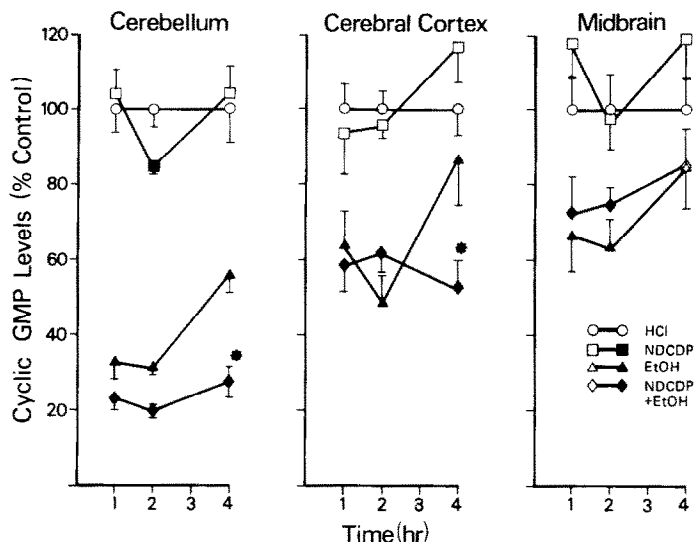 Cerebellum
Cerebral Cortex
Midbrain
Cyclic GMP Levels (% Control)
120
100
80
60
40
20
HCl
NDCDP
EtOH
NDCDP
+EtOH
1 2 3 4
1 2 3 4
1 2 3 4
Time (hr)